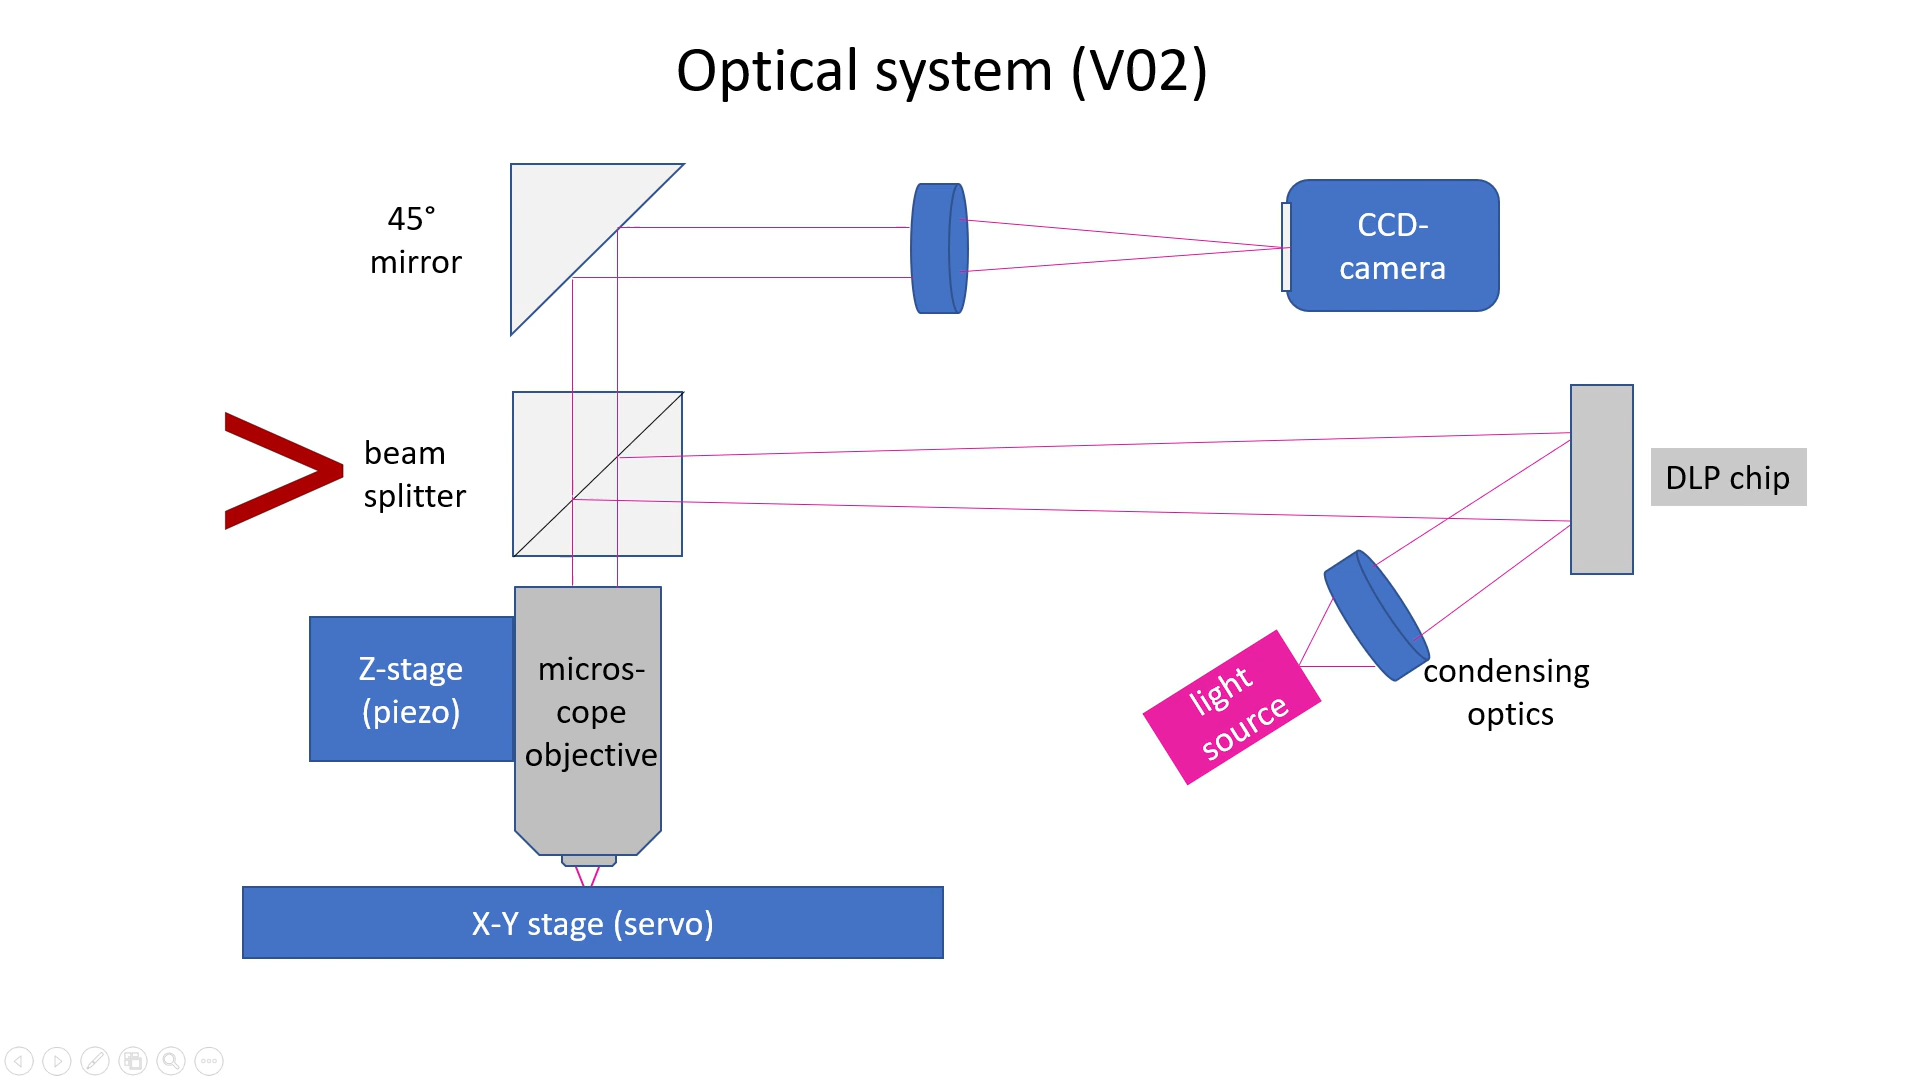 Optical system (V02)
45°
mirror
CCD-
camera
beam
splitter
DLP chip
Z-stage
(piezo)
micros-
cope
objective
light
source
condensing
optics
X-Y stage (servo)